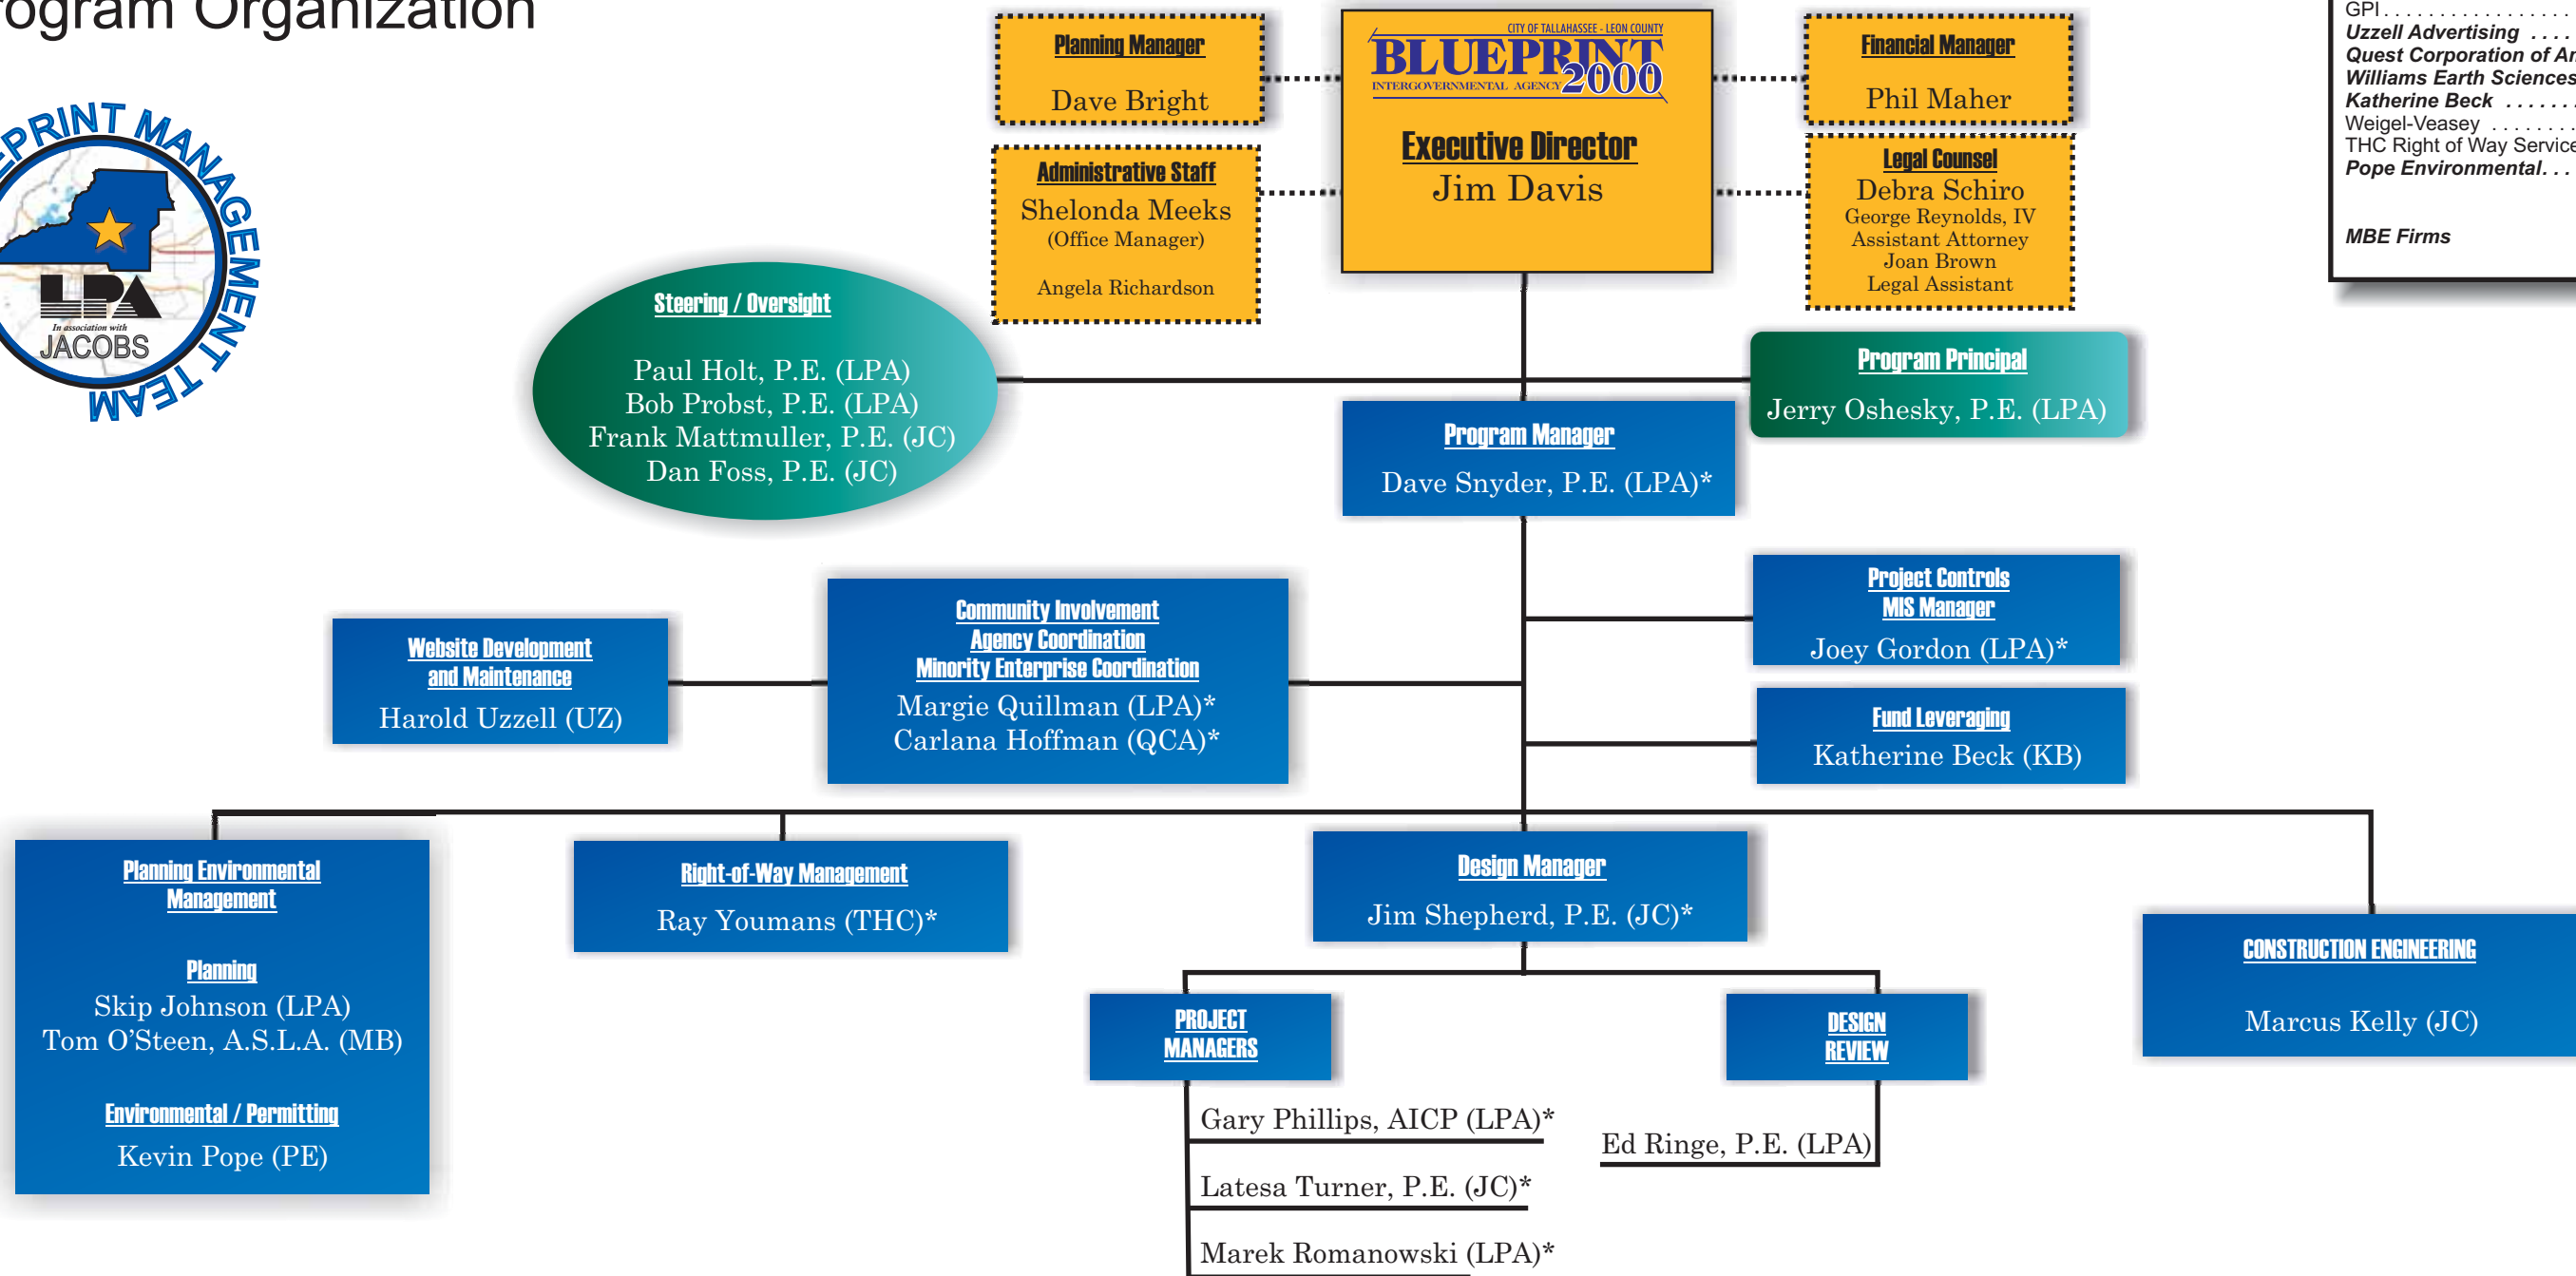 Program Organization
BLUEPRINT MANAGEMENT TEAM
LPA
In association with
JACOBS
Planning Manager
Dave Bright
Administrative Staff
Shelonda Meeks
(Office Manager)
Angela Richardson
CITY OF TALLAHASSEE - LEON COUNTY
BLUEPRINT
2000
INTERGOVERNMENTAL AGENCY
Executive Director
Jim Davis
Financial Manager
Phil Maher
Legal Counsel
Debra Schiro
George Reynolds, IV
Assistant Attorney
Joan Brown
Legal Assistant
GPI
Uzzell Advertising
Quest Corporation of
Williams Earth Sciences
Katherine Beck
Weigel-Veasey
THC Right of Way
Pope Environmental
MBE Firms
Steering / Oversight
Paul Holt, P.E. (LPA)
Bob Probst, P.E. (LPA)
Frank Mattmuller, P.E. (JC)
Dan Foss, P.E. (JC)
Program Principal
Jerry Oshesky, P.E. (LPA)
Program Manager
Dave Snyder, P.E. (LPA)*
Website Development
and Maintenance
Harold Uzzell (UZ)
Community Involvement
Agency Coordination
Minority Enterprise Coordination
Margie Quillman (LPA)*
Carlana Hoffman (QCA)*
Project Controls
MIS Manager
Joey Gordon (LPA)*
Fund Leveraging
Katherine Beck (KB)
Planning Environmental
Management
Planning
Skip Johnson (LPA)
Tom O’Steen, A.S.L.A. (MB)
Environmental / Permitting
Kevin Pope (PE)
Right-of-Way Management
Ray Youmans (THC)*
Design Manager
Jim Shepherd, P.E. (JC)*
PROJECT
MANAGERS
Gary Phillips, AICP (LPA)*
Latesa Turner, P.E. (JC)*
Marek Romanowski (LPA)*
DESIGN
REVIEW
Ed Ringe, P.E. (LPA)
CONSTRUCTION ENGINEERING
Marcus Kelly (JC)